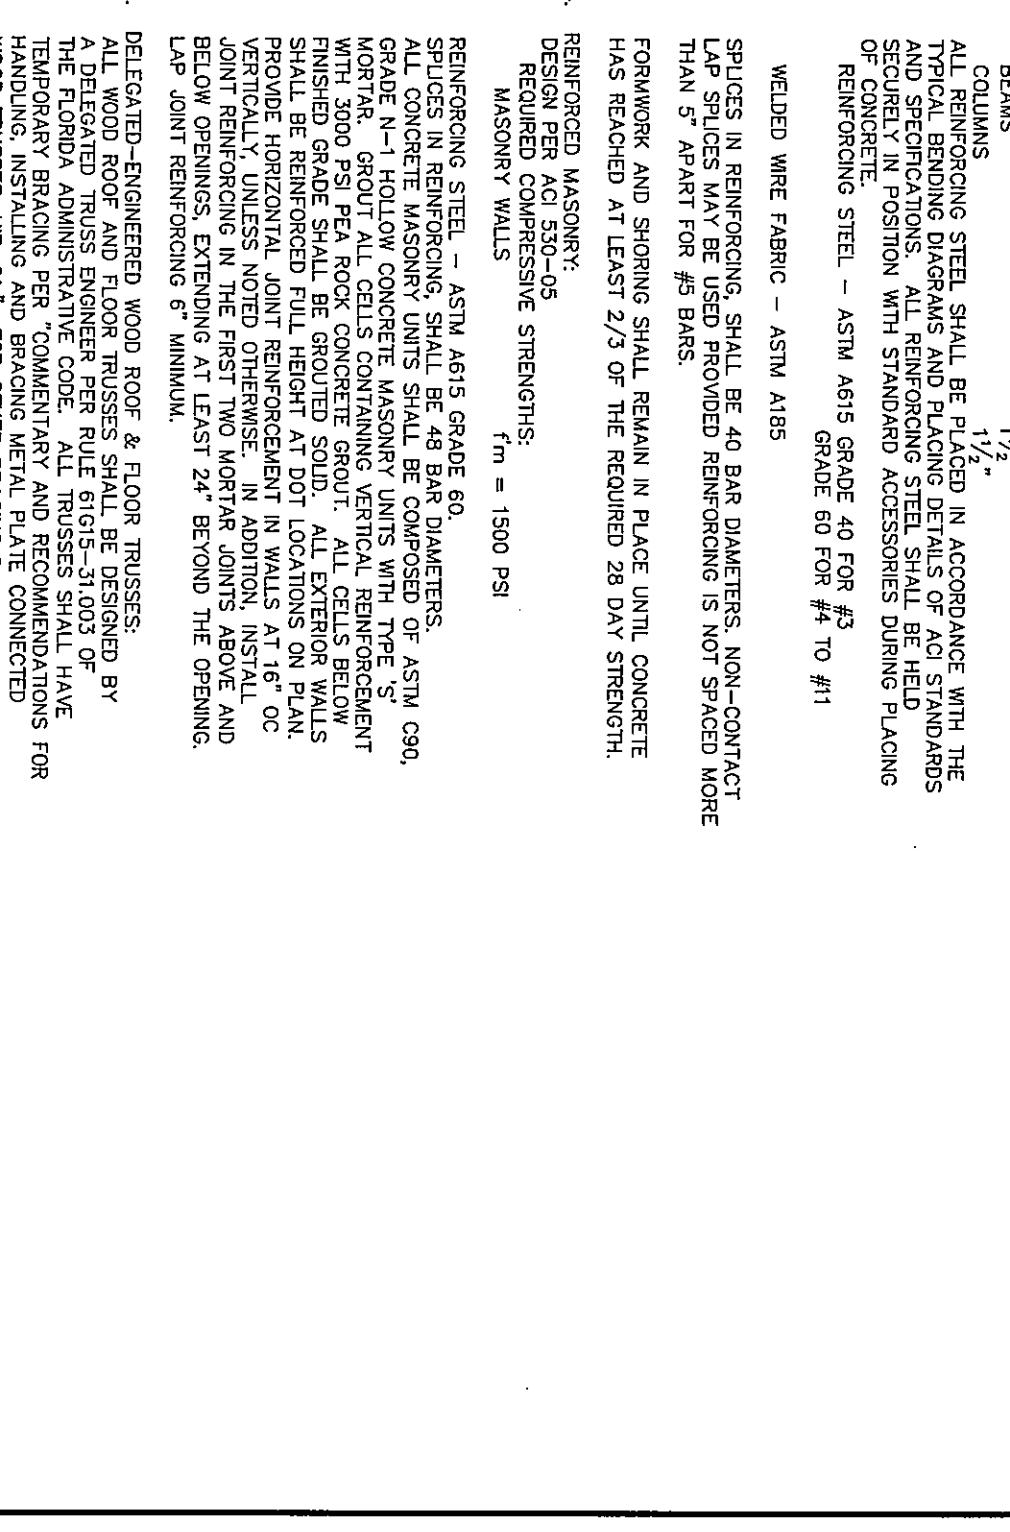 BEAMS 1½"
COLUMNS 1½"
ALL REINFORCING STEEL SHALL BE PLACED IN ACCORDANCE WITH THE
TYPICAL BENDING DIAGRAMS AND PLACING DETAILS OF ACI STANDARDS
AND SPECIFICATIONS. ALL REINFORCING STEEL SHALL BE HELD
SECURELY IN POSITION WITH STANDARD ACCESSORIES DURING PLACING
OF CONCRETE.
REINFORCING STEEL – ASTM A615 GRADE 40 FOR #3
GRADE 60 FOR #4 TO #11
WELDED WIRE FABRIC – ASTM A185
SPLICES IN REINFORCING, SHALL BE 40 BAR DIAMETERS. NON–CONTACT
LAP SPLICES MAY BE USED PROVIDED REINFORCING IS NOT SPACED MORE
THAN 5" APART FOR #5 BARS.
FORMWORK AND SHORING SHALL REMAIN IN PLACE UNTIL CONCRETE
HAS REACHED AT LEAST 2/3 OF THE REQUIRED 28 DAY STRENGTH.
REINFORCED MASONRY:
DESIGN PER ACI 530–05
REQUIRED COMPRESSIVE STRENGTHS:
MASONRY WALLS f'm = 1500 PSI
REINFORCING STEEL – ASTM A615 GRADE 60.
SPLICES IN REINFORCING, SHALL BE 48 BAR DIAMETERS.
ALL CONCRETE MASONRY UNITS SHALL BE COMPOSED OF ASTM C90,
GRADE N–1 HOLLOW CONCRETE MASONRY UNITS WITH TYPE 'S'
MORTAR. GROUT ALL CELLS CONTAINING VERTICAL REINFORCEMENT
WITH 3000 PSI PEA ROCK CONCRETE GROUT. ALL CELLS BELOW
FINISHED GRADE SHALL BE GROUTED SOLID. ALL EXTERIOR WALLS
SHALL BE REINFORCED FULL HEIGHT AT DOT LOCATIONS ON PLAN.
PROVIDE HORIZONTAL JOINT REINFORCEMENT IN WALLS AT 16" OC
VERTICALLY, UNLESS NOTED OTHERWISE. IN ADDITION, INSTALL
JOINT REINFORCING IN THE FIRST TWO MORTAR JOINTS ABOVE AND
BELOW OPENINGS, EXTENDING AT LEAST 24" BEYOND THE OPENING.
LAP JOINT REINFORCING 6" MINIMUM.
DELEGATED–ENGINEERED WOOD ROOF & FLOOR TRUSSES:
ALL WOOD ROOF AND FLOOR TRUSSES SHALL BE DESIGNED BY
A DELEGATED TRUSS ENGINEER PER RULE 61G15–31.003 OF
THE FLORIDA ADMINISTRATIVE CODE. ALL TRUSSES SHALL HAVE
TEMPORARY BRACING PER "COMMENTARY AND RECOMMENDATIONS FOR
HANDLING, INSTALLING AND BRACING METAL PLATE CONNECTED